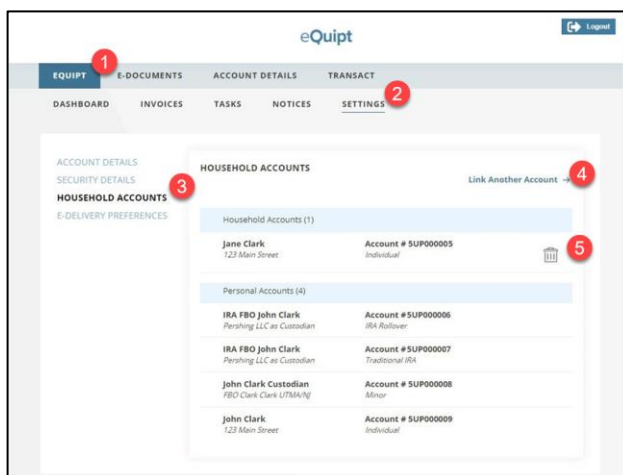 eQuipt
Logout
1
EQUIPT E-DOCUMENTS ACCOUNT DETAILS TRANSACT
2
DASHBOARD INVOICES TASKS NOTICES SETTINGS
ACCOUNT DETAILS
SECURITY DETAILS
HOUSEHOLD ACCOUNTS
E-DELIVERY PREFERENCES
3
HOUSEHOLD ACCOUNTS
Link Another Account →
4
Household Accounts (1)
Jane Clark Account # 5UP000005
123 Main Street Individual
5
Personal Accounts (4)
IRA FBO John Clark Account # 5UP000006
Pershing LLC as Custodian IRA Rollover
IRA FBO John Clark Account # 5UP000007
Pershing LLC as Custodian Traditional IRA
John Clark Custodian Account # 5UP000008
FBO Clark Clark UTMA/NJ Minor
John Clark Account # 5UP000009
123 Main Street Individual